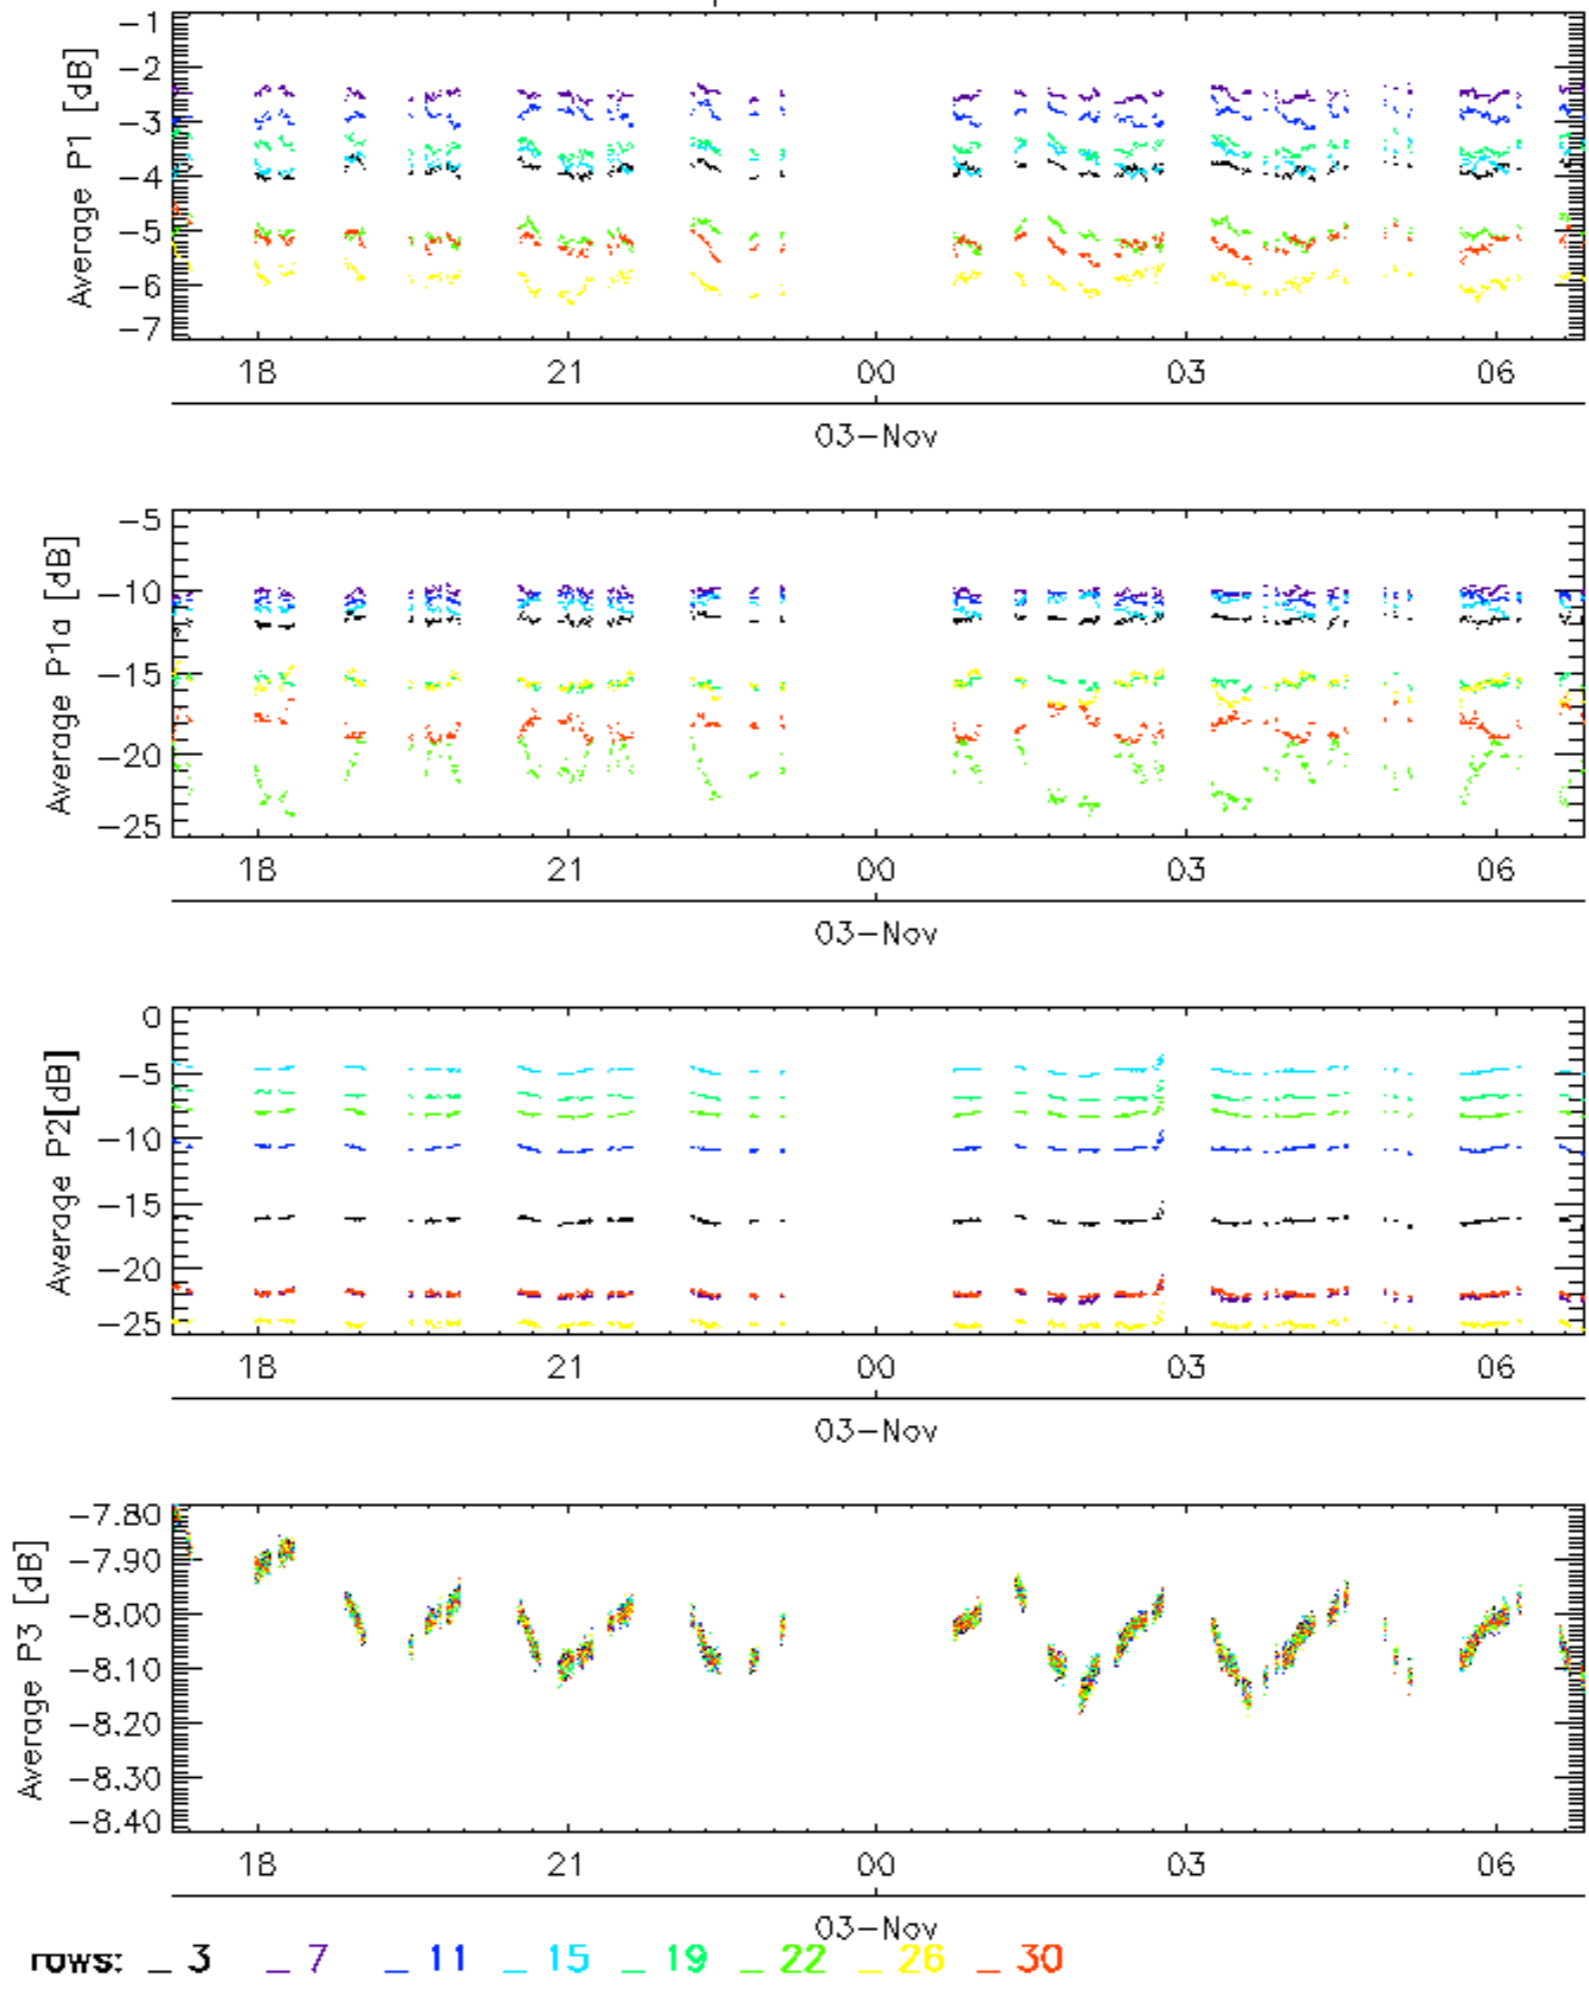 Average P1 [dB]
-1
-2
-3
-4
-5
-6
-7
18 21 00 03 06
03-Nov
Average P1a [dB]
-5
-10
-15
-20
-25
18 21 00 03 06
03-Nov
Average P2[dB]
0
-5
-10
-15
-20
-25
18 21 00 03 06
03-Nov
Average P3 [dB]
-7.80
-7.90
-8.00
-8.10
-8.20
-8.30
-8.40
18 21 00 03 06
03-Nov
rows: _ 3 _ 7 _ 11 _ 15 _ 19 _ 22 _ 26 _ 30